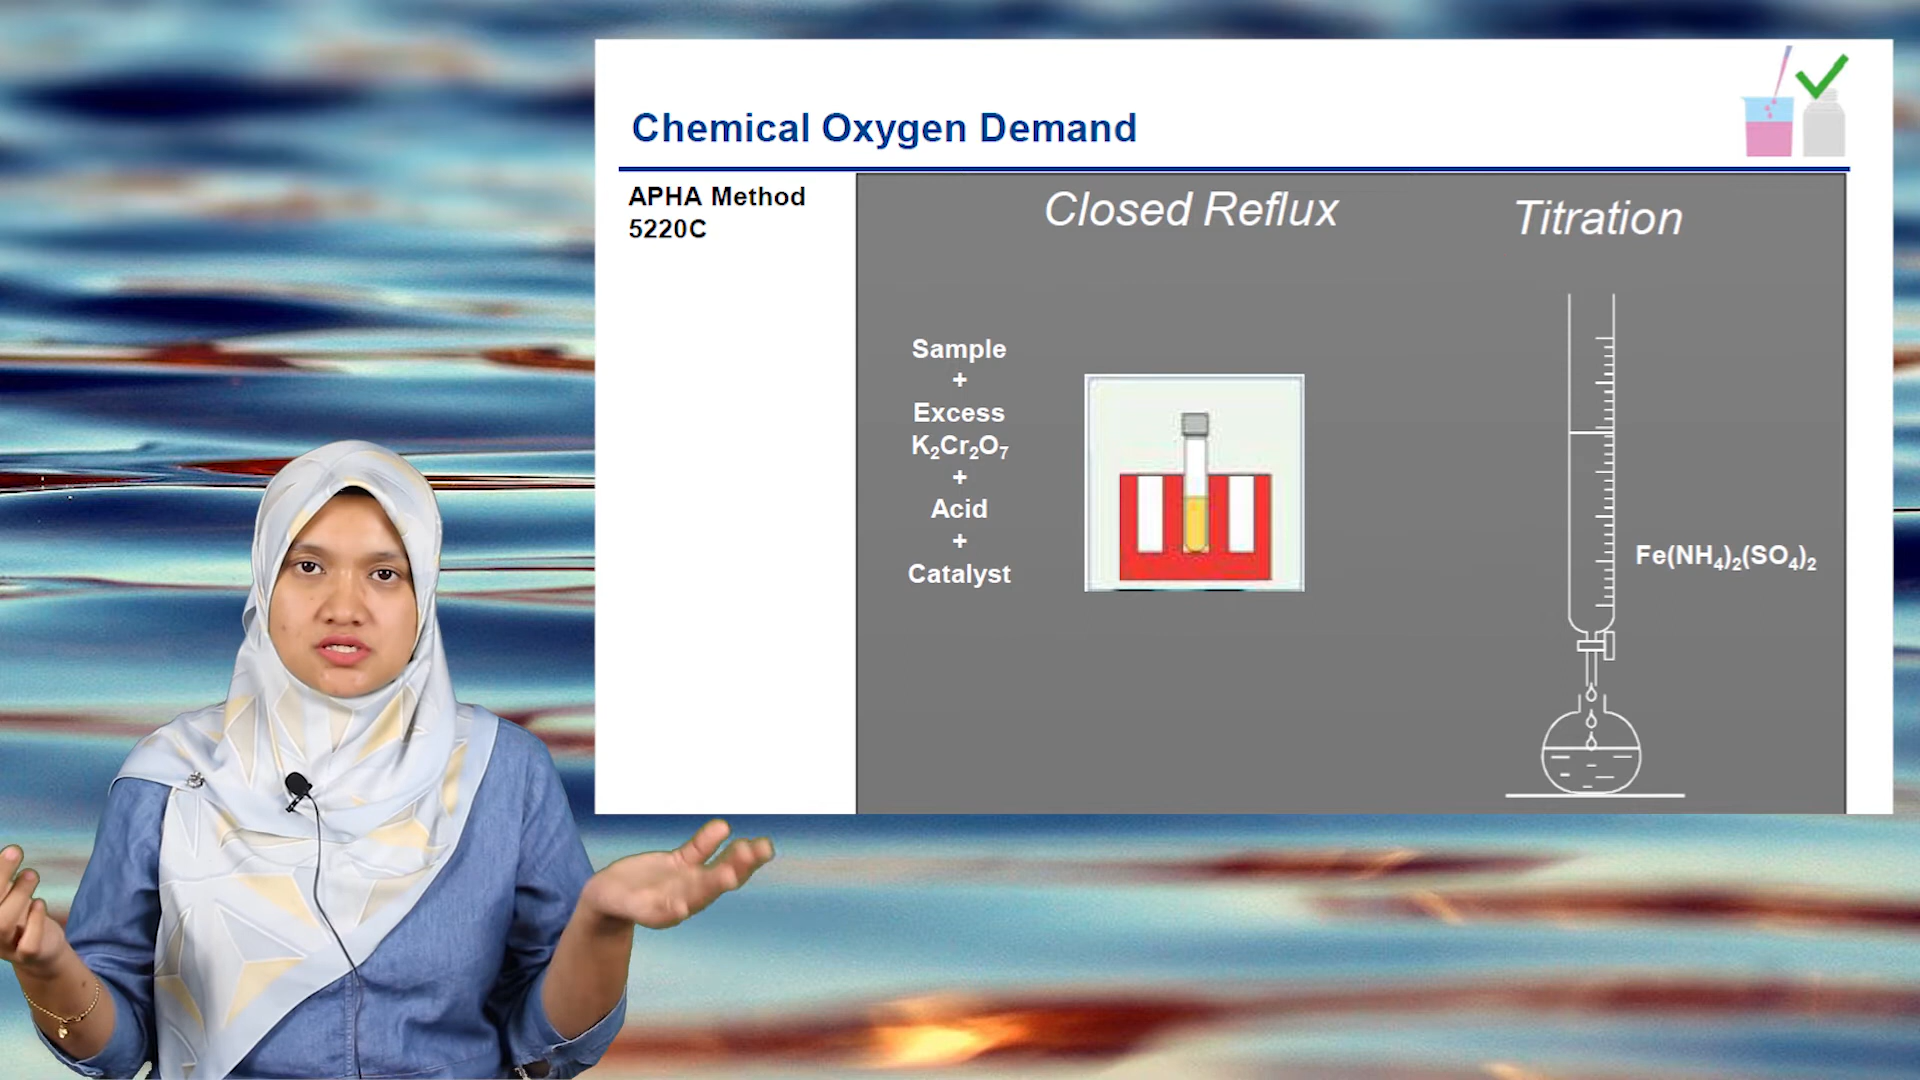 Chemical Oxygen Demand
APHA Method
5220C
Closed Reflux
Titration
Sample
+
Excess
K₂Cr₂O₇
+
Acid
+
Catalyst
Fe(NH₄)₂(SO₄)₂